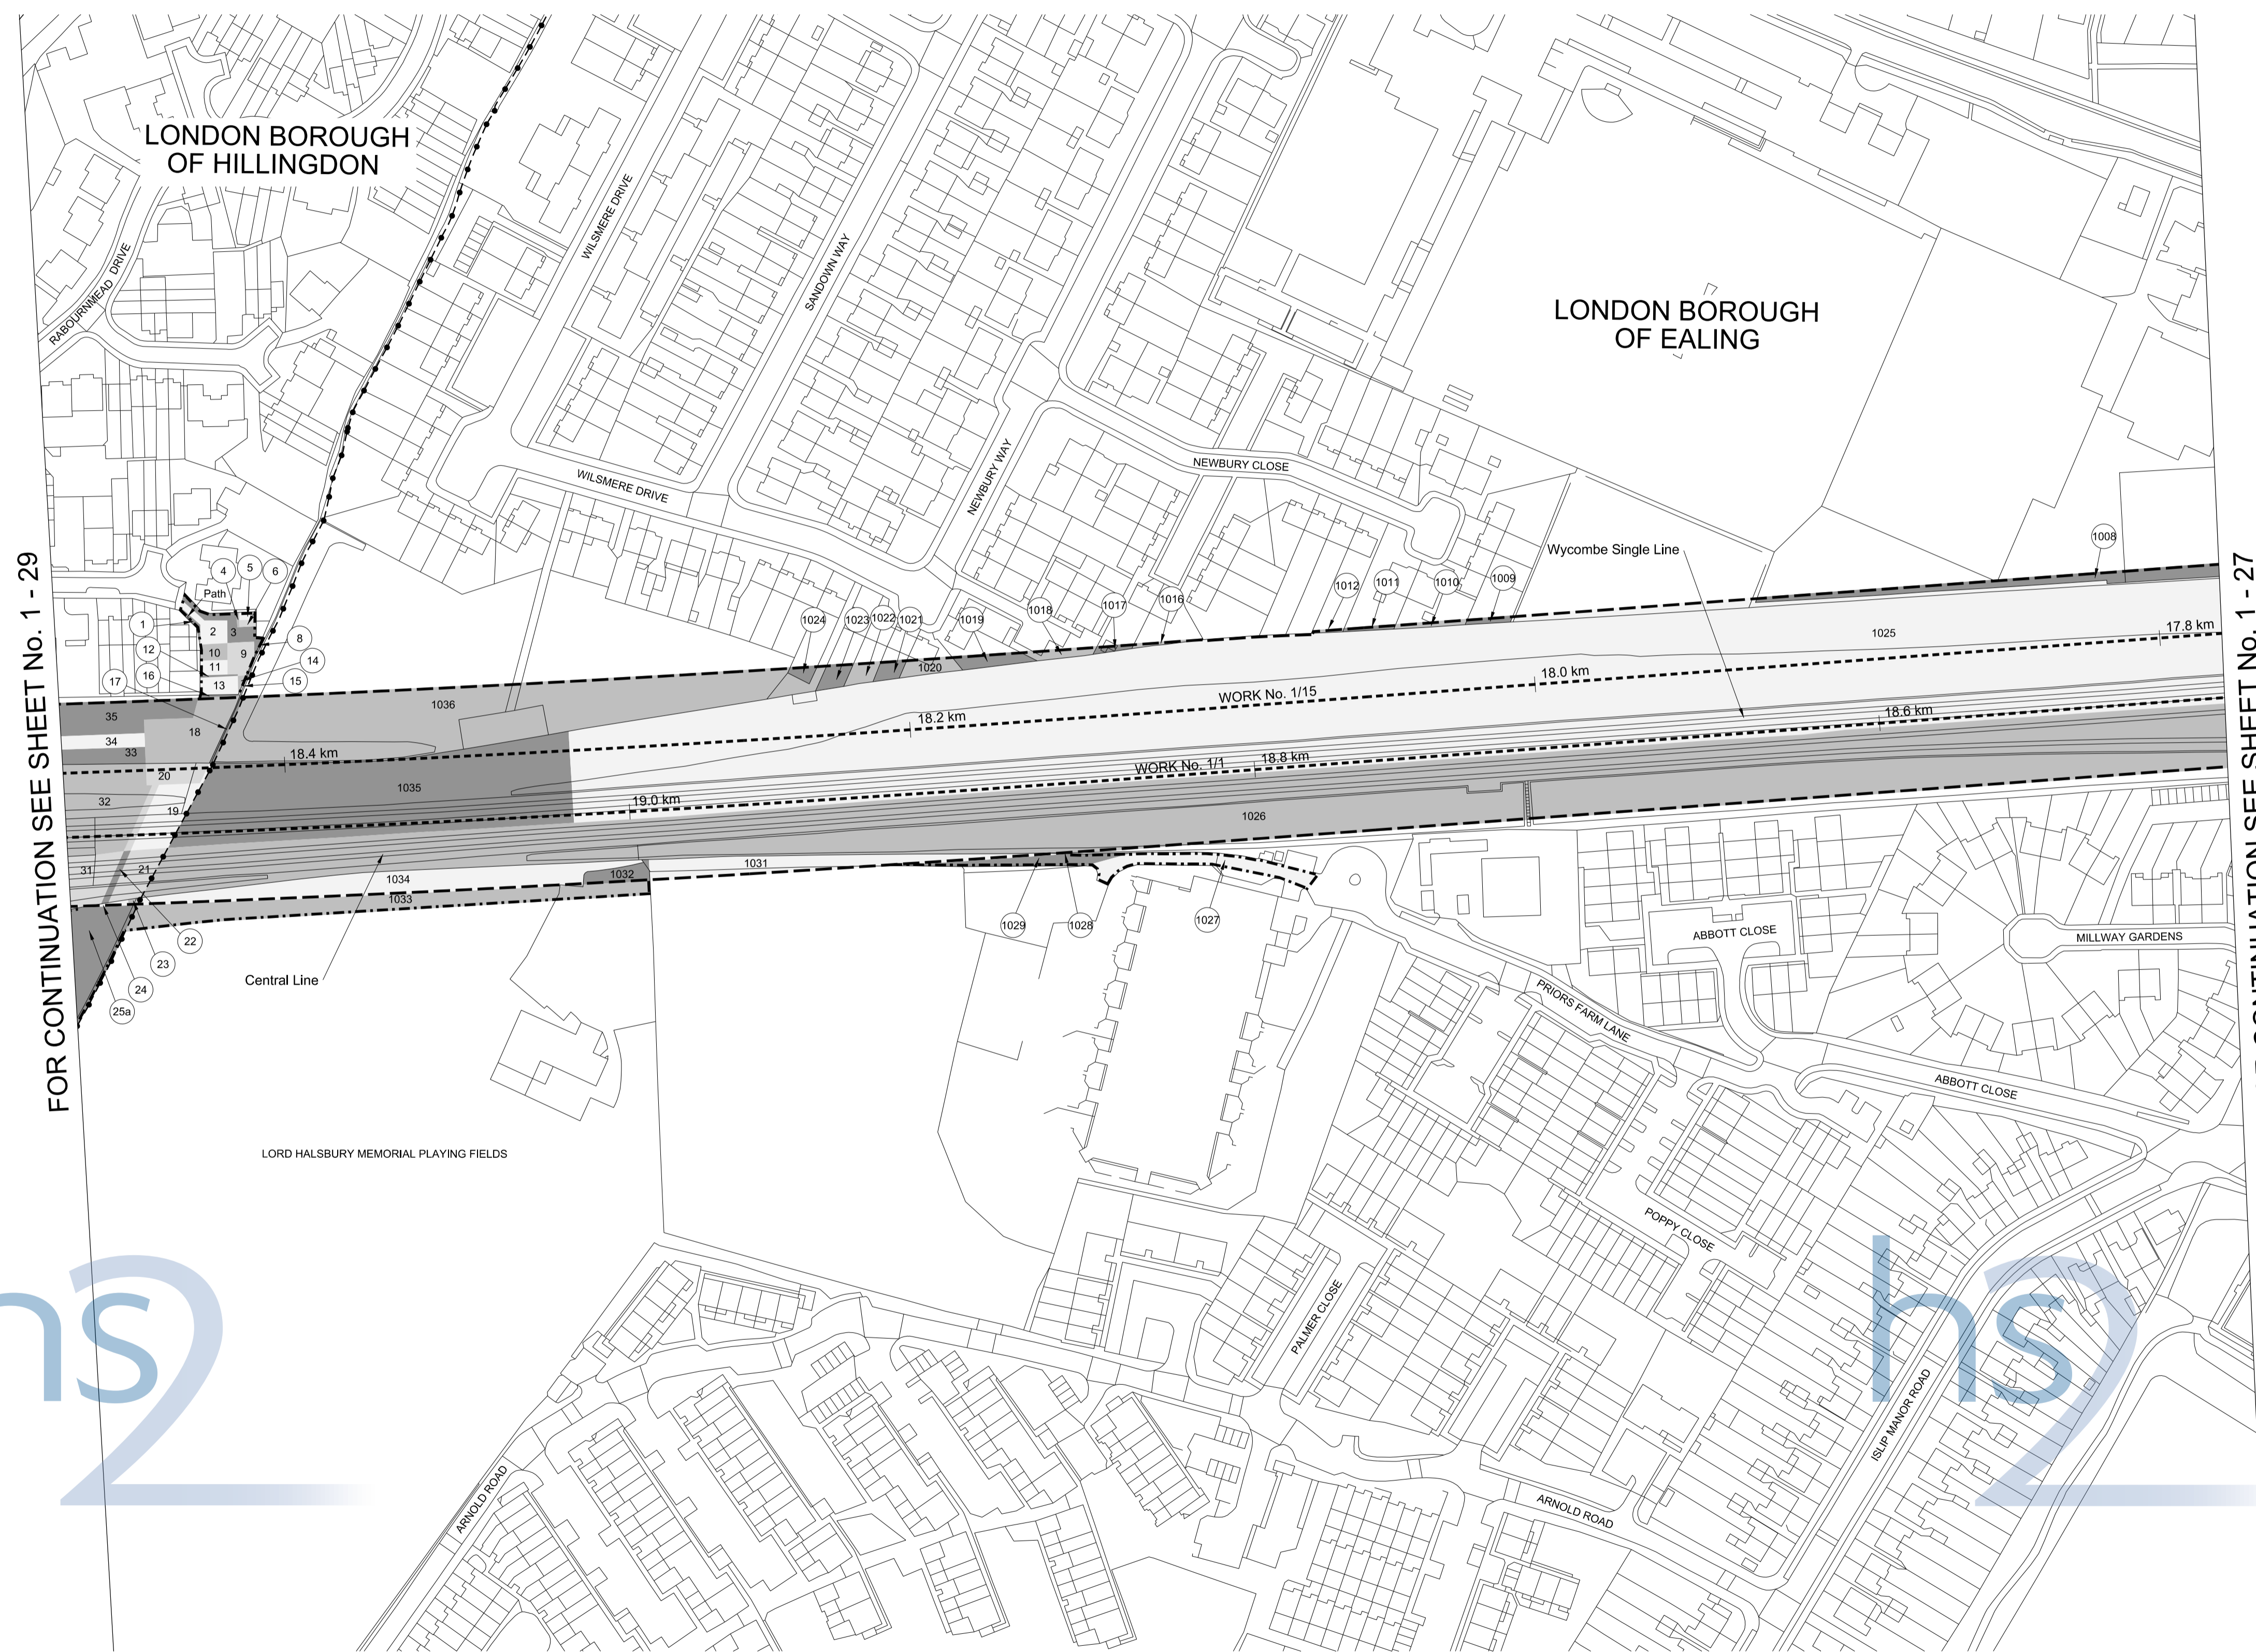 LONDON BOROUGH
OF HILLINGDON
RABOURNMEAD DRIVE
WILSMERE DRIVE
SANDOWN WAY
LONDON BOROUGH
OF EALING
WILSMERE DRIVE
NEWBURY WAY
NEWBURY CLOSE
Wycombe Single Line
1008
FOR CONTINUATION SEE SHEET No. 1 - 29
CONTINUATION SEE SHEET No. 1 - 27
4
5
6
Path
1
2
3
8
12
10
9
11
14
16
17
13
15
1012
1011
1010
1009
1024
1023
1022
1021
1020
1019
1018
1017
1016
1025
17.8 km
18.0 km
WORK No. 1/15
18.2 km
18.4 km
18.6 km
1036
35
34
33
18
20
32
19
31
21
1035
WORK No. 1/1
18.8 km
19.0 km
1026
1031
1032
1034
1033
1029
1028
1027
22
23
24
25a
Central Line
ABBOTT CLOSE
MILLWAY GARDENS
PRIORS FARM LANE
ABBOTT CLOSE
LORD HALSBURY MEMORIAL PLAYING FIELDS
POPPY CLOSE
PALMER CLOSE
ISLIP MANOR ROAD
ARNOLD ROAD
ARNOLD ROAD
hs2
hs2